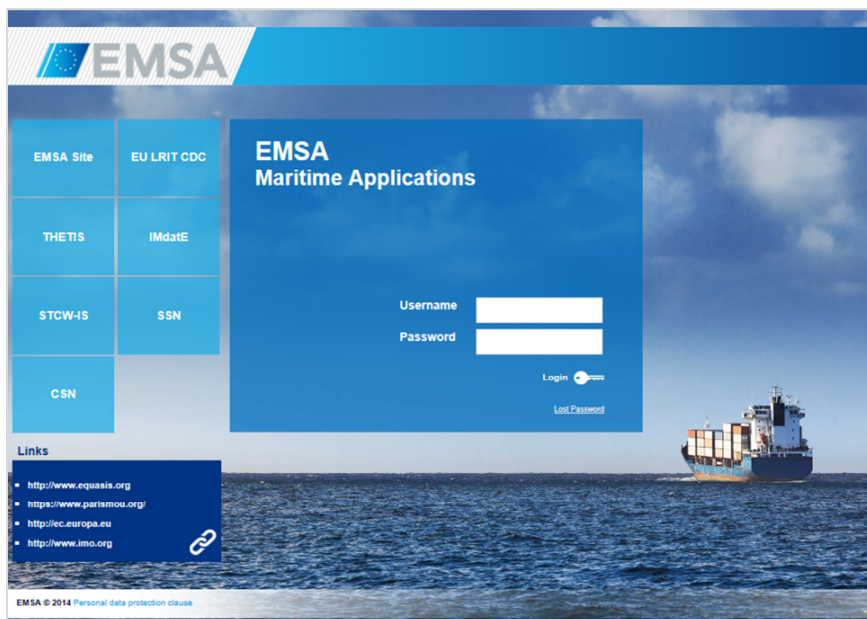 EMSA
EMSA Site
EU LRIT CDC
THETIS
IMdatE
STCW-IS
SSN
CSN
EMSA
Maritime Applications
Username
Password
Login
Lost Password
Links
http://www.equasis.org
https://www.parismou.org/
http://ec.europa.eu
http://www.imo.org
EMSA © 2014 Personal data protection clause